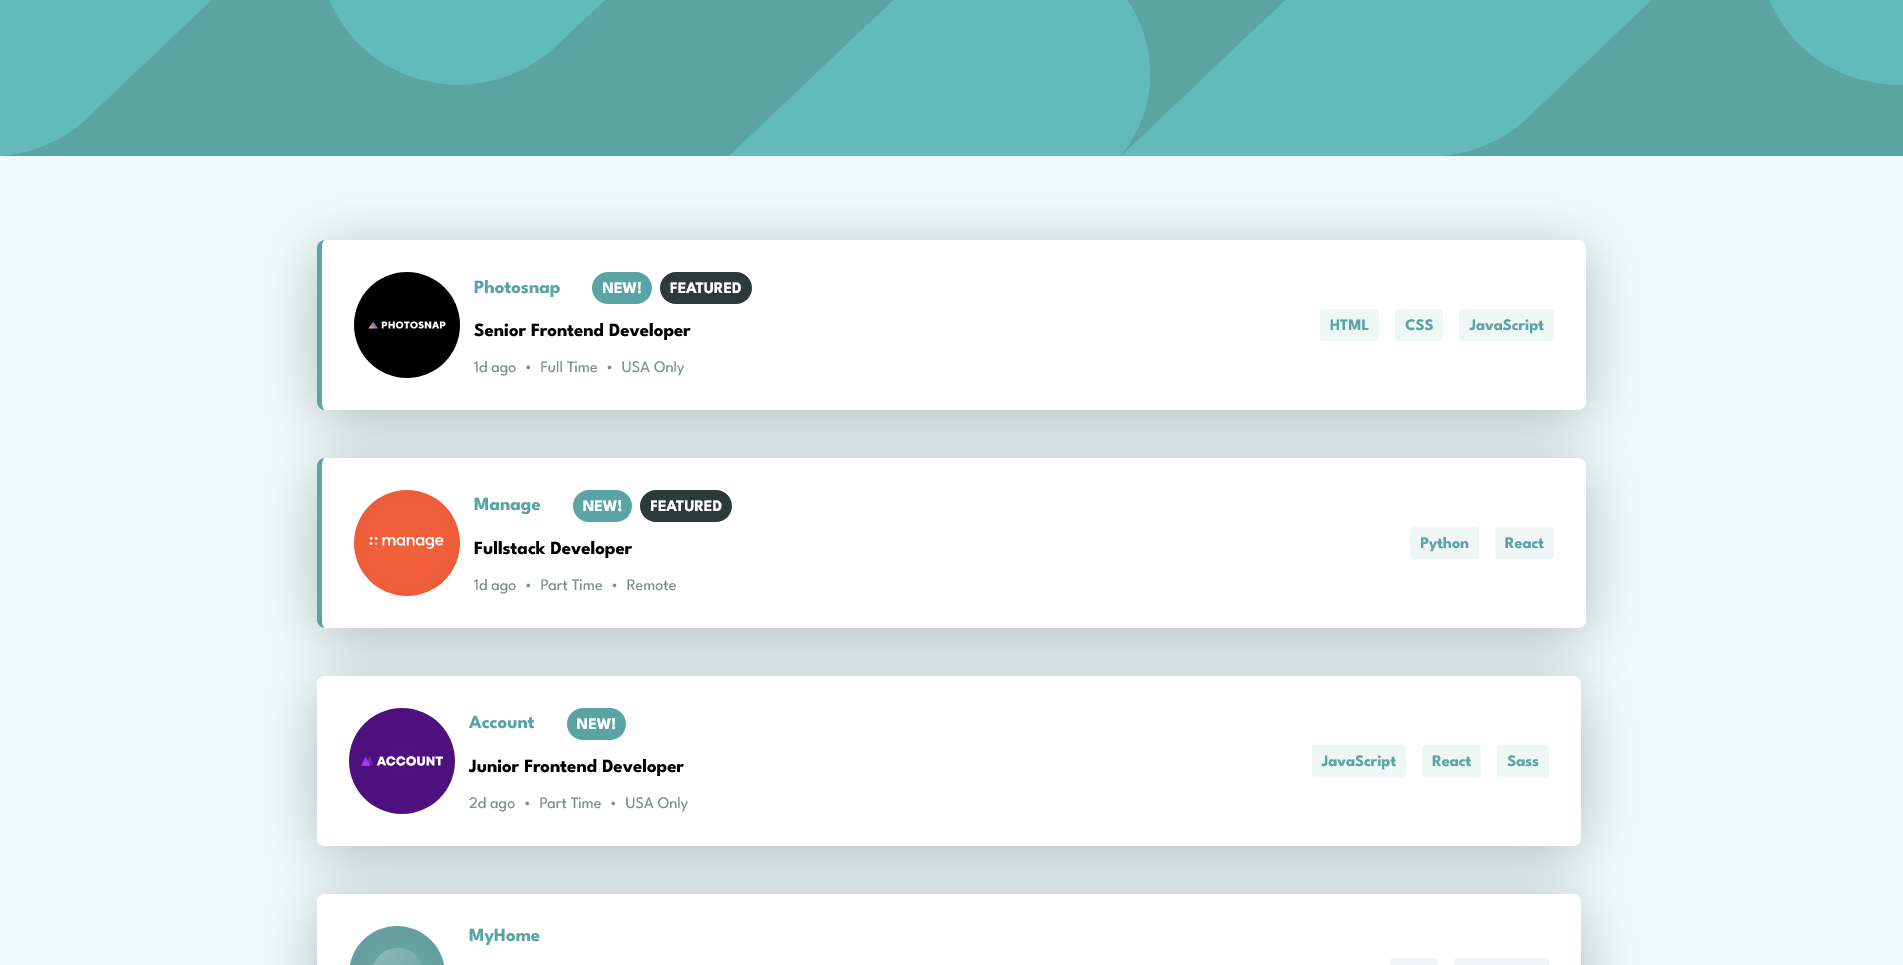 Photosnap NEW! FEATURED
PHOTOSNAP
Senior Frontend Developer
HTML CSS JavaScript
1d ago • Full Time • USA Only
Manage NEW! FEATURED
:: manage
Fullstack Developer
Python React
1d ago • Part Time • Remote
Account NEW!
ACCOUNT
Junior Frontend Developer
JavaScript React Sass
2d ago • Part Time • USA Only
MyHome